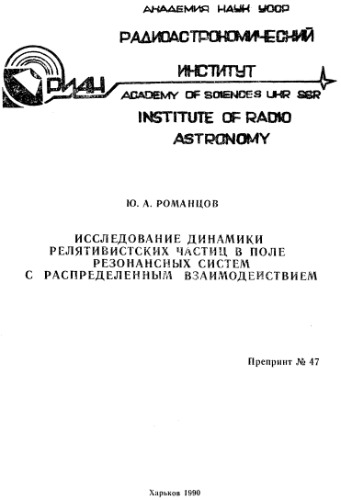 АКАДЕМИЯ НАУК УССР
РАДИОАСТРОНОМИЧЕСКИЙ
ИНСТИТУТ
РИАН
ACADEMY OF SCIENCES UKR SSR
INSTITUTE OF RADIO
ASTRONOMY
Ю. А. РОМАНЦОВ
ИССЛЕДОВАНИЕ ДИНАМИКИ
РЕЛЯТИВИСТСКИХ ЧАСТИЦ В ПОЛЕ
РЕЗОНАНСНЫХ СИСТЕМ
С РАСПРЕДЕЛЕННЫМ ВЗАИМОДЕЙСТВИЕМ
Препринт № 47
Харьков 1990